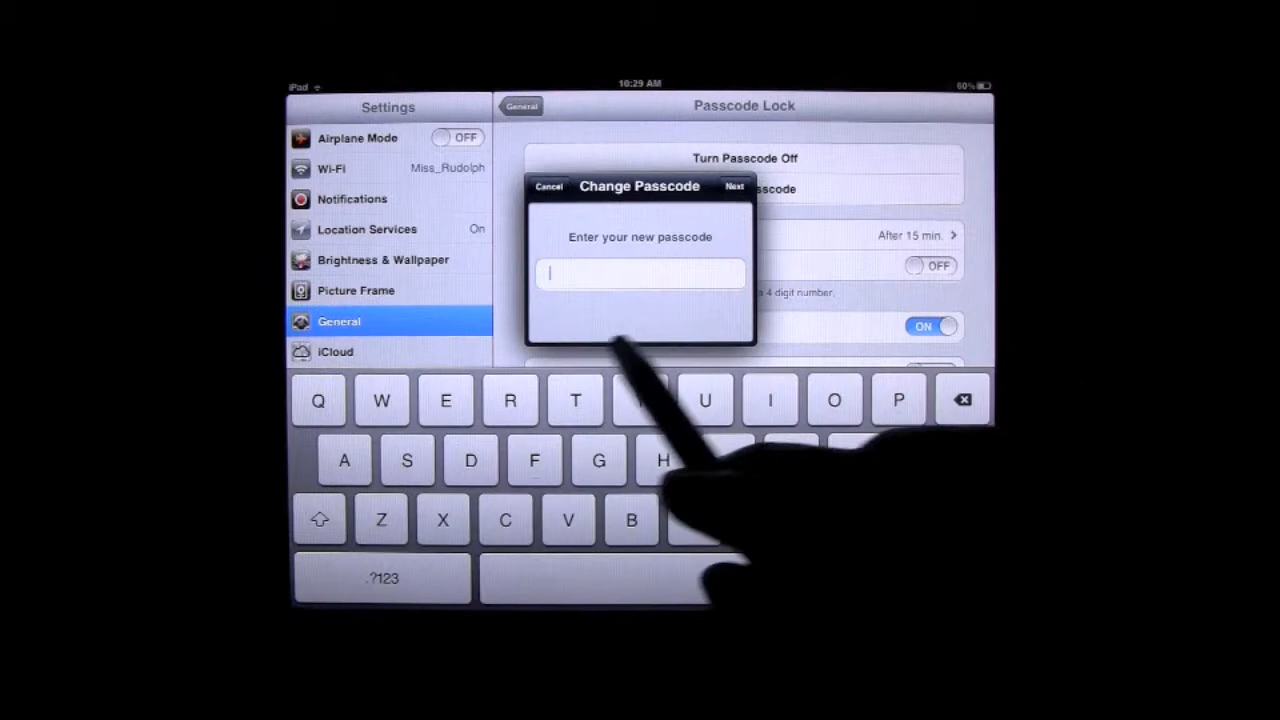 iPad
10:29 AM
60%
Settings
General
Passcode Lock
Airplane Mode
OFF
Wi-Fi
Miss_Rudolph
Notifications
Location Services
On
Brightness & Wallpaper
Picture Frame
General
iCloud
Turn Passcode Off
scode
After 15 min.
OFF
a 4 digit number.
ON
Cancel
Change Passcode
Next
Enter your new passcode
Q W E R T U I O P
A S D F G H
Z X C V B
.?123